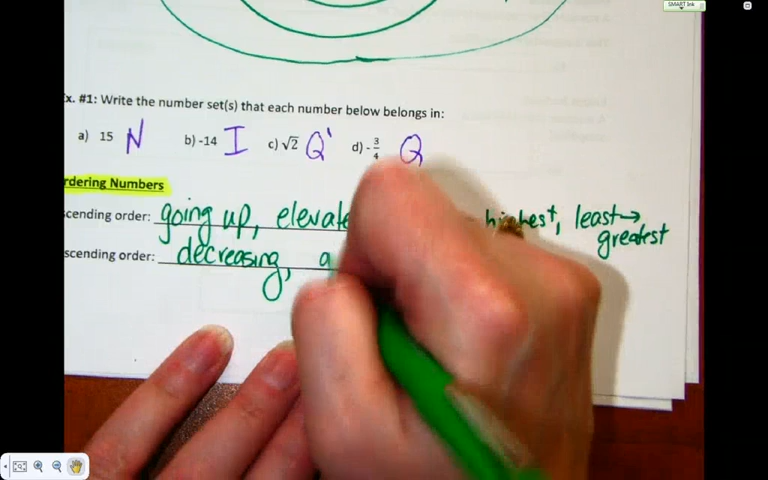 SMART Ink
x. #1: Write the number set(s) that each number below belongs in:
a) 15 N b) -14 I c) √2 Q' d) -3/4 Q
rdering Numbers
cending order: going up, elevate highest, least→
greatest
scending order: decreasing, a